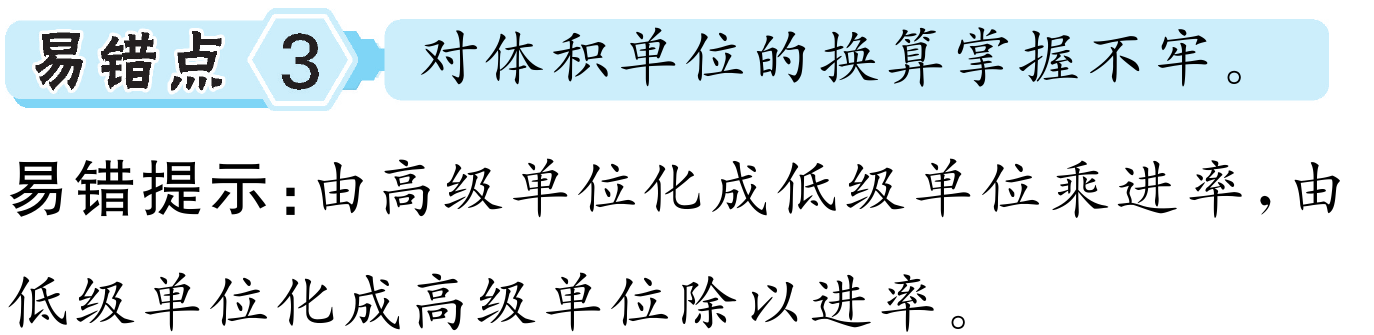 易错点 3 对体积单位的换算掌握不牢。
易错提示:由高级单位化成低级单位乘进率,由
低级单位化成高级单位除以进率。